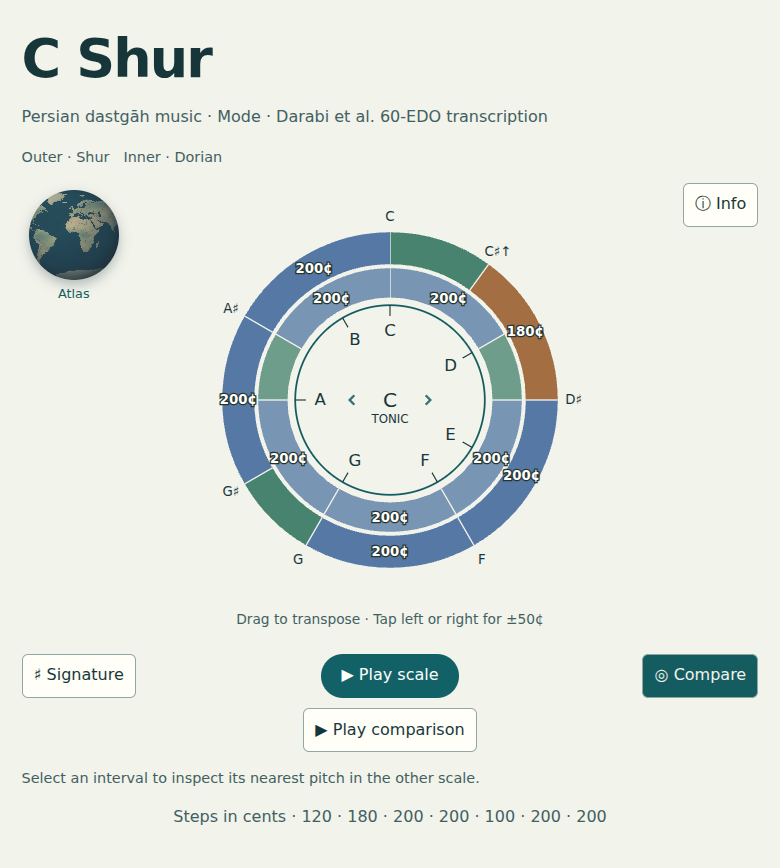 C Shur
Persian dastgāh music · Mode · Darabi et al. 60-EDO transcription
Outer · Shur Inner · Dorian
ⓘ Info
Atlas
C
C♯↑
D♯
F
G
G♯
A♯
200¢
180¢
200¢
200¢
200¢
200¢
200¢
200¢
200¢
200¢
C
D
E
F
G
A
B
‹ C ›
TONIC
Drag to transpose · Tap left or right for ±50¢
♯ Signature
▶ Play scale
◎ Compare
▶ Play comparison
Select an interval to inspect its nearest pitch in the other scale.
Steps in cents · 120 · 180 · 200 · 200 · 100 · 200 · 200